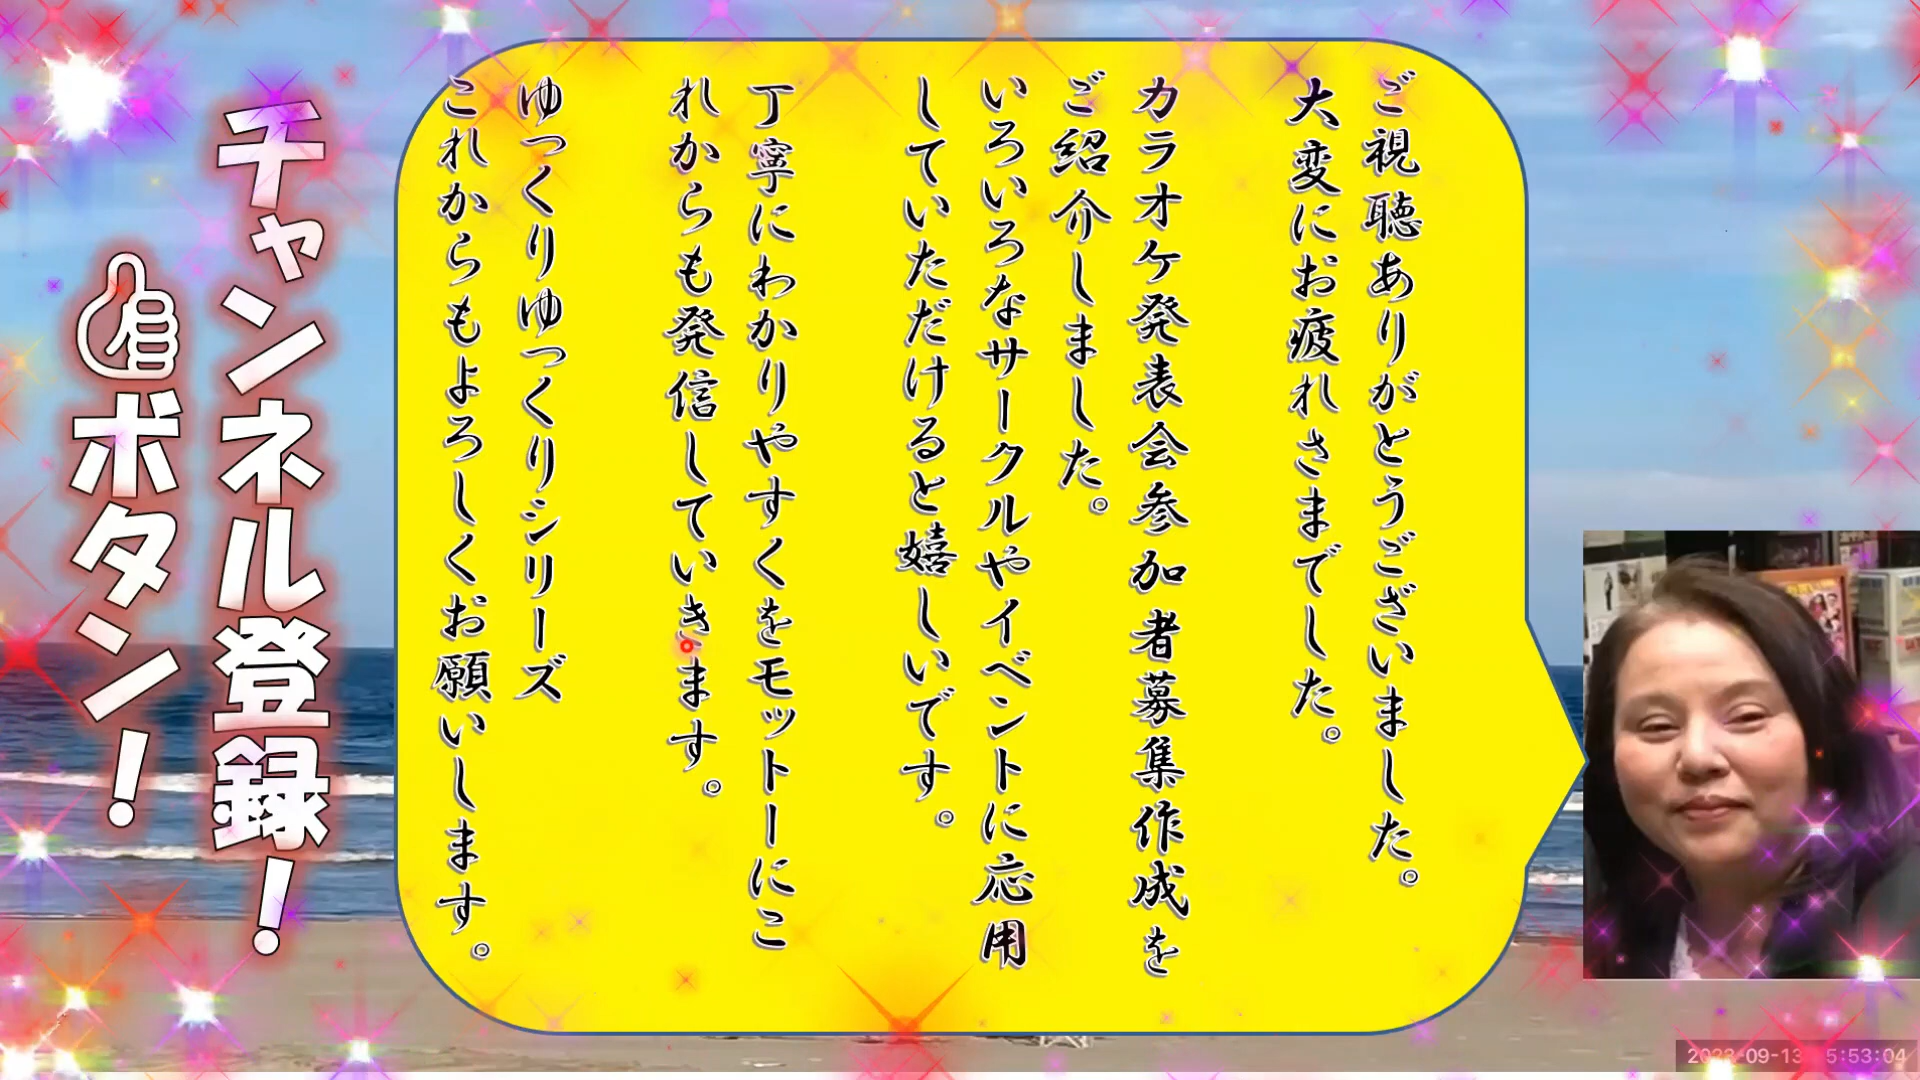 ご視聴ありがとうございました。
大変にお疲れさまでした。
カラオケ発表会参加者募集作成を
ご紹介しました。
いろいろなサークルやイベントに応用
していただけると嬉しいです。
丁寧にわかりやすくをモットーにこ
れからも発信していきます。
ゆっくりゆっくりシリーズ
これからもよろしくお願いします。
チャンネル登録!
ボタン!